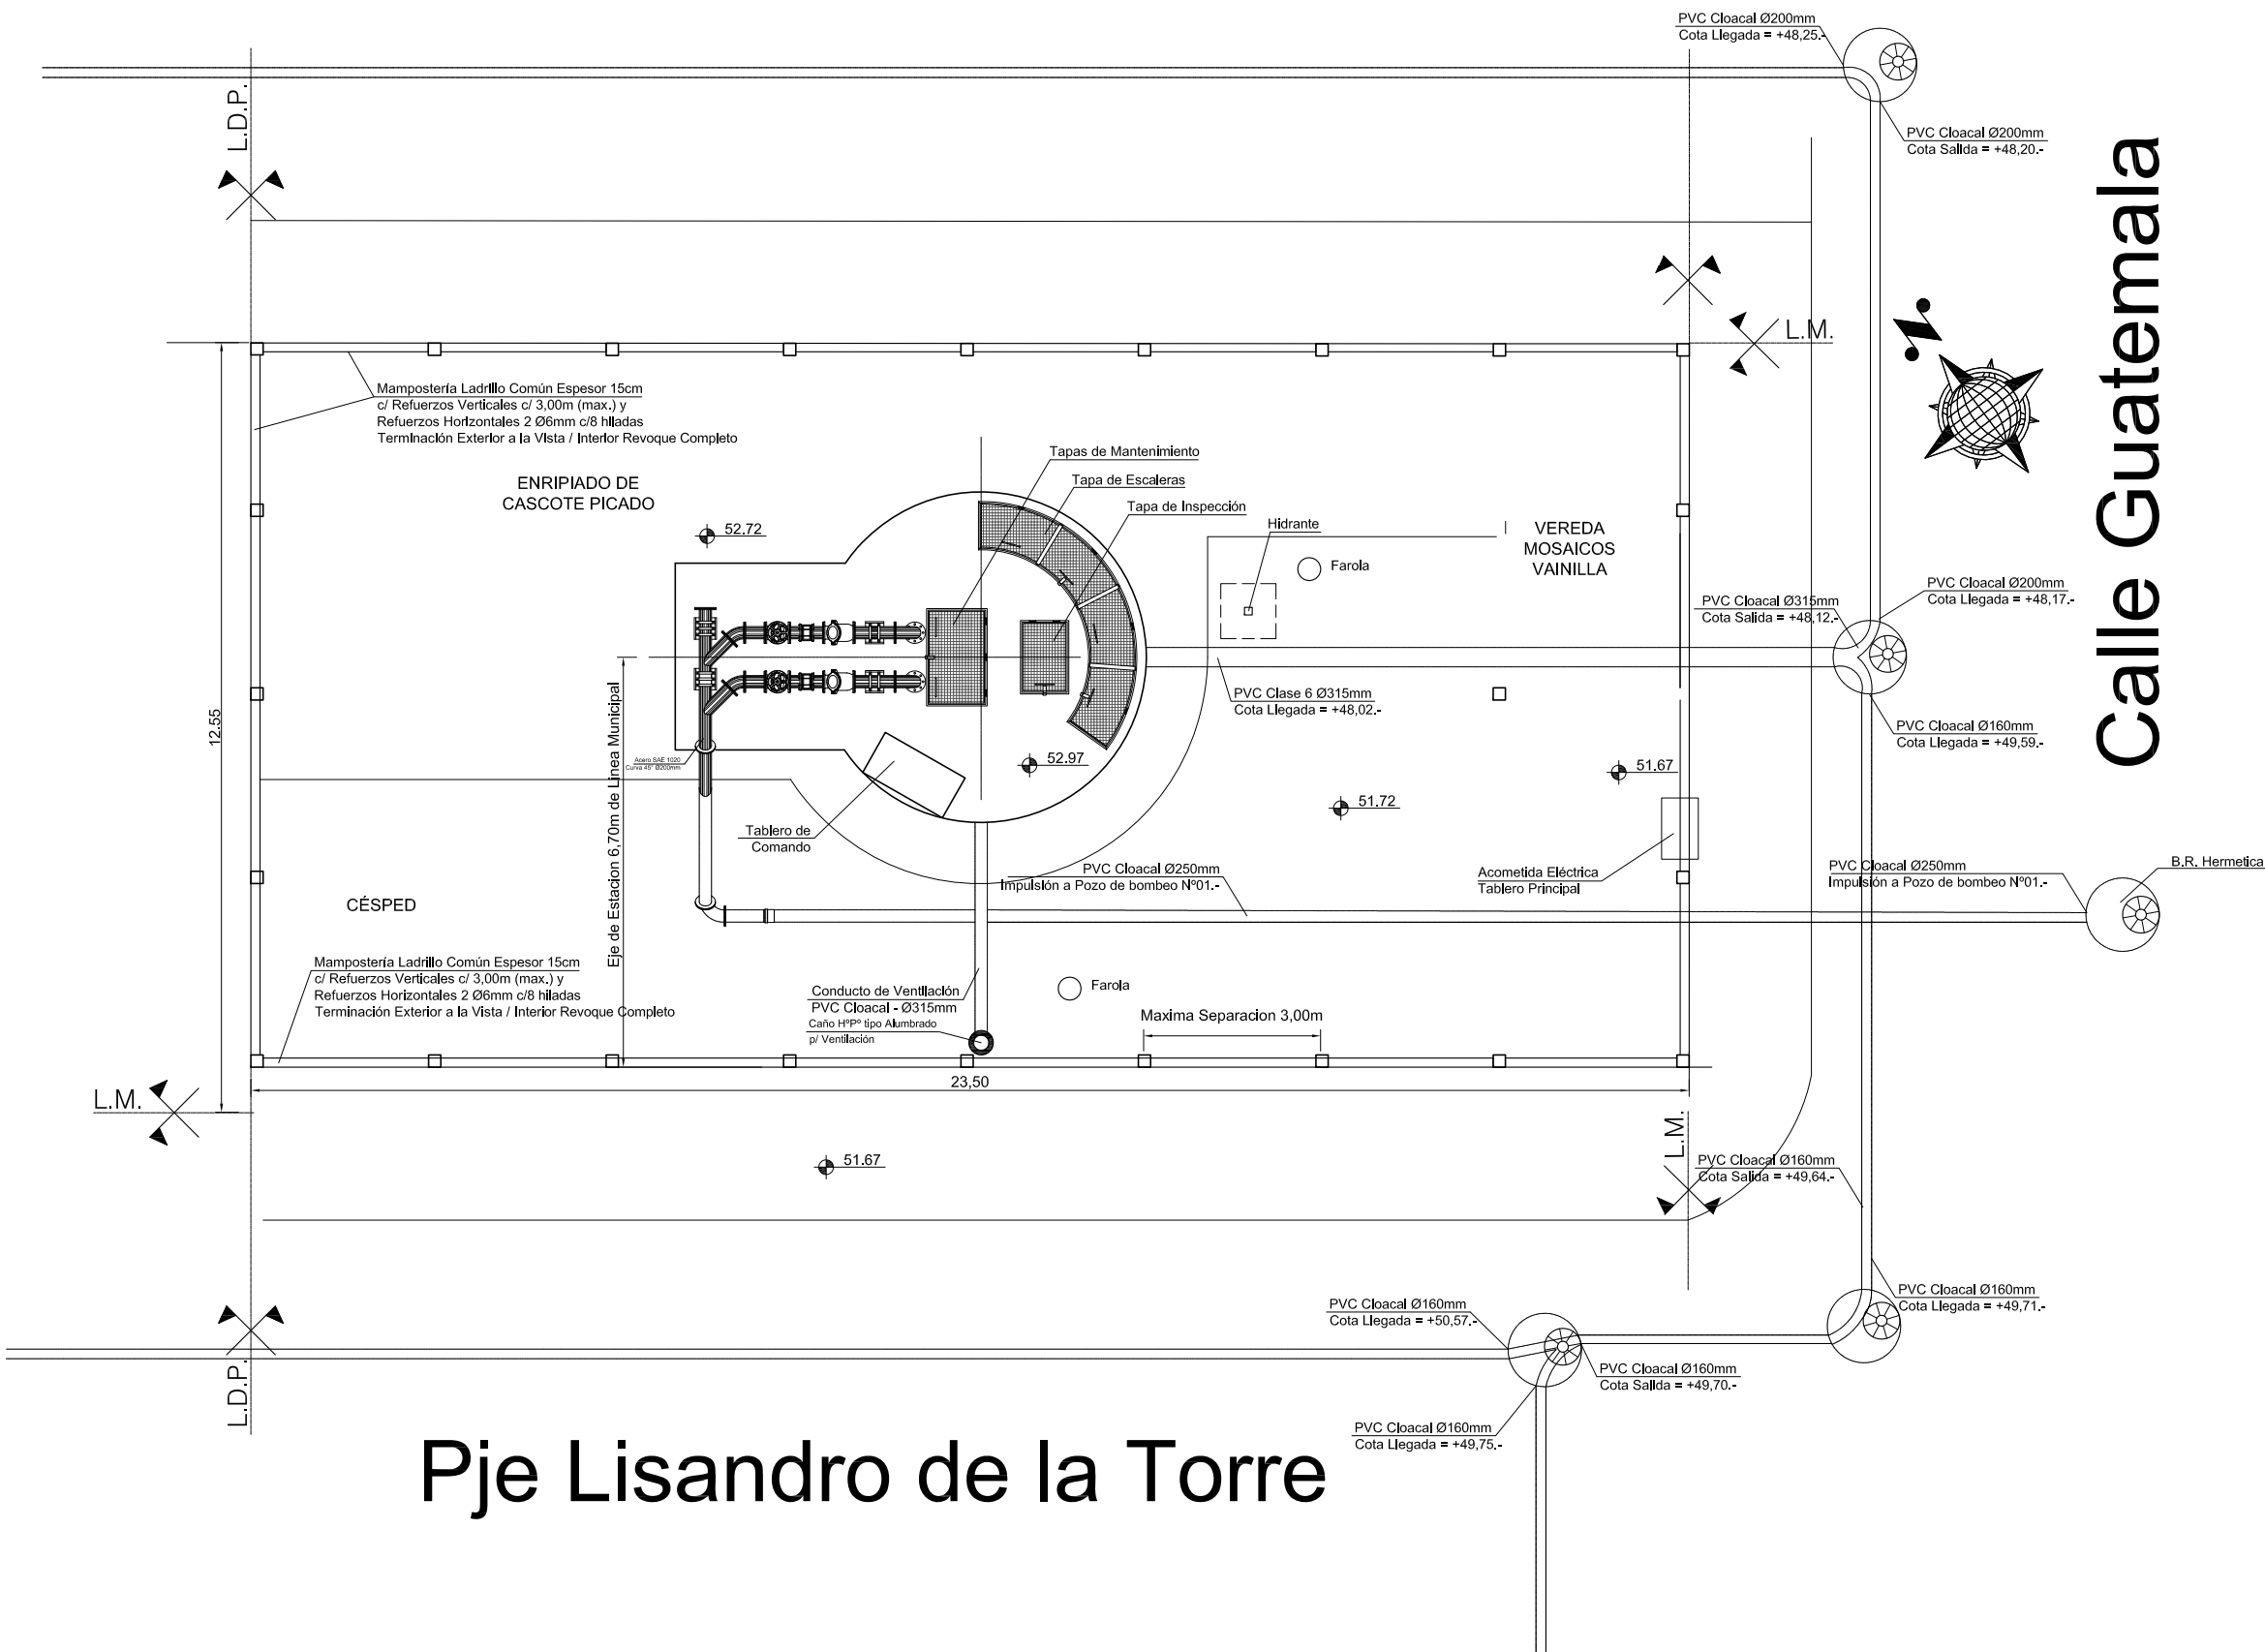 PVC Cloacal Ø200mm
Cota Llegada = +48,25.-
L.D.P.
PVC Cloacal Ø200mm
Cota Salida = +48,20.-
Calle Guatemala
L.M.
Mampostería Ladrillo Común Espesor 15cm
c/ Refuerzos Verticales c/ 3,00m (max.) y
Refuerzos Horizontales 2 Ø6mm c/8 hiladas
Terminación Exterior a la Vista / Interior Revoque Completo
ENRIPIADO DE
CASCOTE PICADO
Tapas de Mantenimiento
Tapa de Escaleras
Tapa de Inspección
52.72
Hidrante
Farola
VEREDA
MOSAICOS
VAINILLA
PVC Cloacal Ø315mm
Cota Salida = +48,12.-
PVC Cloacal Ø200mm
Cota Llegada = +48,17.-
PVC Clase 6 Ø315mm
Cota Llegada = +48,02.-
PVC Cloacal Ø160mm
Cota Llegada = +49,59.-
12.55
Eje de Estacion 6,70m de Linea Municipal
Acero SAE 1020
Curva 45° Ø200mm
52.97
51.67
51.72
Tablero de
Comando
PVC Cloacal Ø250mm
Impulsión a Pozo de bombeo Nº01.-
Acometida Eléctrica
Tablero Principal
PVC Cloacal Ø250mm
Impulsión a Pozo de bombeo Nº01.-
B.R. Hermetica
CÉSPED
Mampostería Ladrillo Común Espesor 15cm
c/ Refuerzos Verticales c/ 3,00m (max.) y
Refuerzos Horizontales 2 Ø6mm c/8 hiladas
Terminación Exterior a la Vista / Interior Revoque Completo
Conducto de Ventilación
PVC Cloacal - Ø315mm
Caño HºPº tipo Alumbrado
p/ Ventilación
Farola
Maxima Separacion 3,00m
23,50
L.M.
L.M.
51.67
PVC Cloacal Ø160mm
Cota Salida = +49,64.-
PVC Cloacal Ø160mm
Cota Llegada = +49,71.-
PVC Cloacal Ø160mm
Cota Llegada = +50,57.-
PVC Cloacal Ø160mm
Cota Salida = +49,70.-
L.D.P.
PVC Cloacal Ø160mm
Cota Llegada = +49,75.-
Pje Lisandro de la Torre